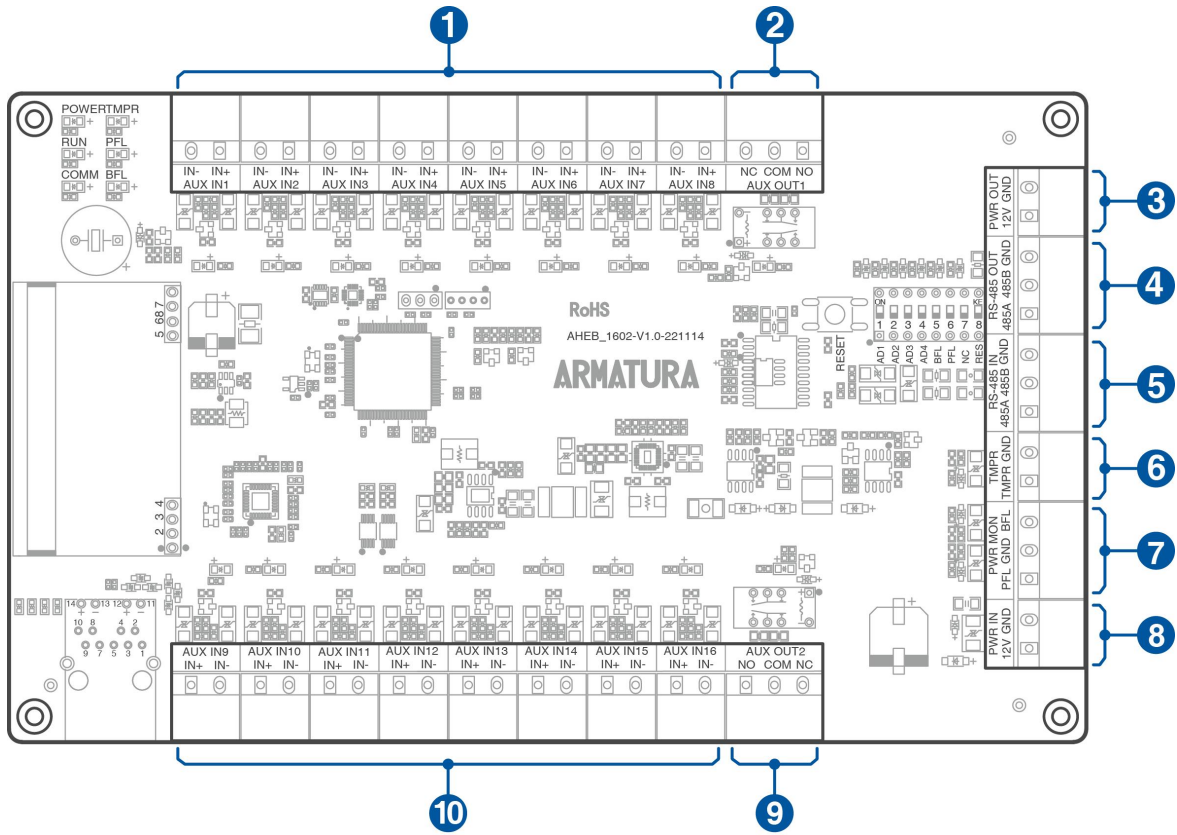 1
2
POWER TMPR
RUN PFL
COMM BFL
IN- IN+ IN- IN+ IN- IN+ IN- IN+ IN- IN+ IN- IN+ IN- IN+ IN- IN+ NC COM NO
AUX IN1 AUX IN2 AUX IN3 AUX IN4 AUX IN5 AUX IN6 AUX IN7 AUX IN8 AUX OUT1
PWR OUT
12V GND
3
RS-485 OUT
485A 485B GND
4
5 6 8 7
RoHS
AHEB_1602-V1.0-221114
ARMATURA
RESET
ON KE
1 2 3 4 5 6 7 8
AD1 AD2 AD3 AD4 BFL PFL NC RES
RS-485 IN
485A 485B GND
5
TMPR
TMPR GND
6
2 3 4
PWR MON
PFL GND BFL
7
14 13 12 11
+ − + −
10 8 4 2
9 7 5 3 1
PWR IN
12V GND
8
AUX IN9 AUX IN10 AUX IN11 AUX IN12 AUX IN13 AUX IN14 AUX IN15 AUX IN16 AUX OUT2
IN+ IN- IN+ IN- IN+ IN- IN+ IN- IN+ IN- IN+ IN- IN+ IN- IN+ IN- NO COM NC
10
9